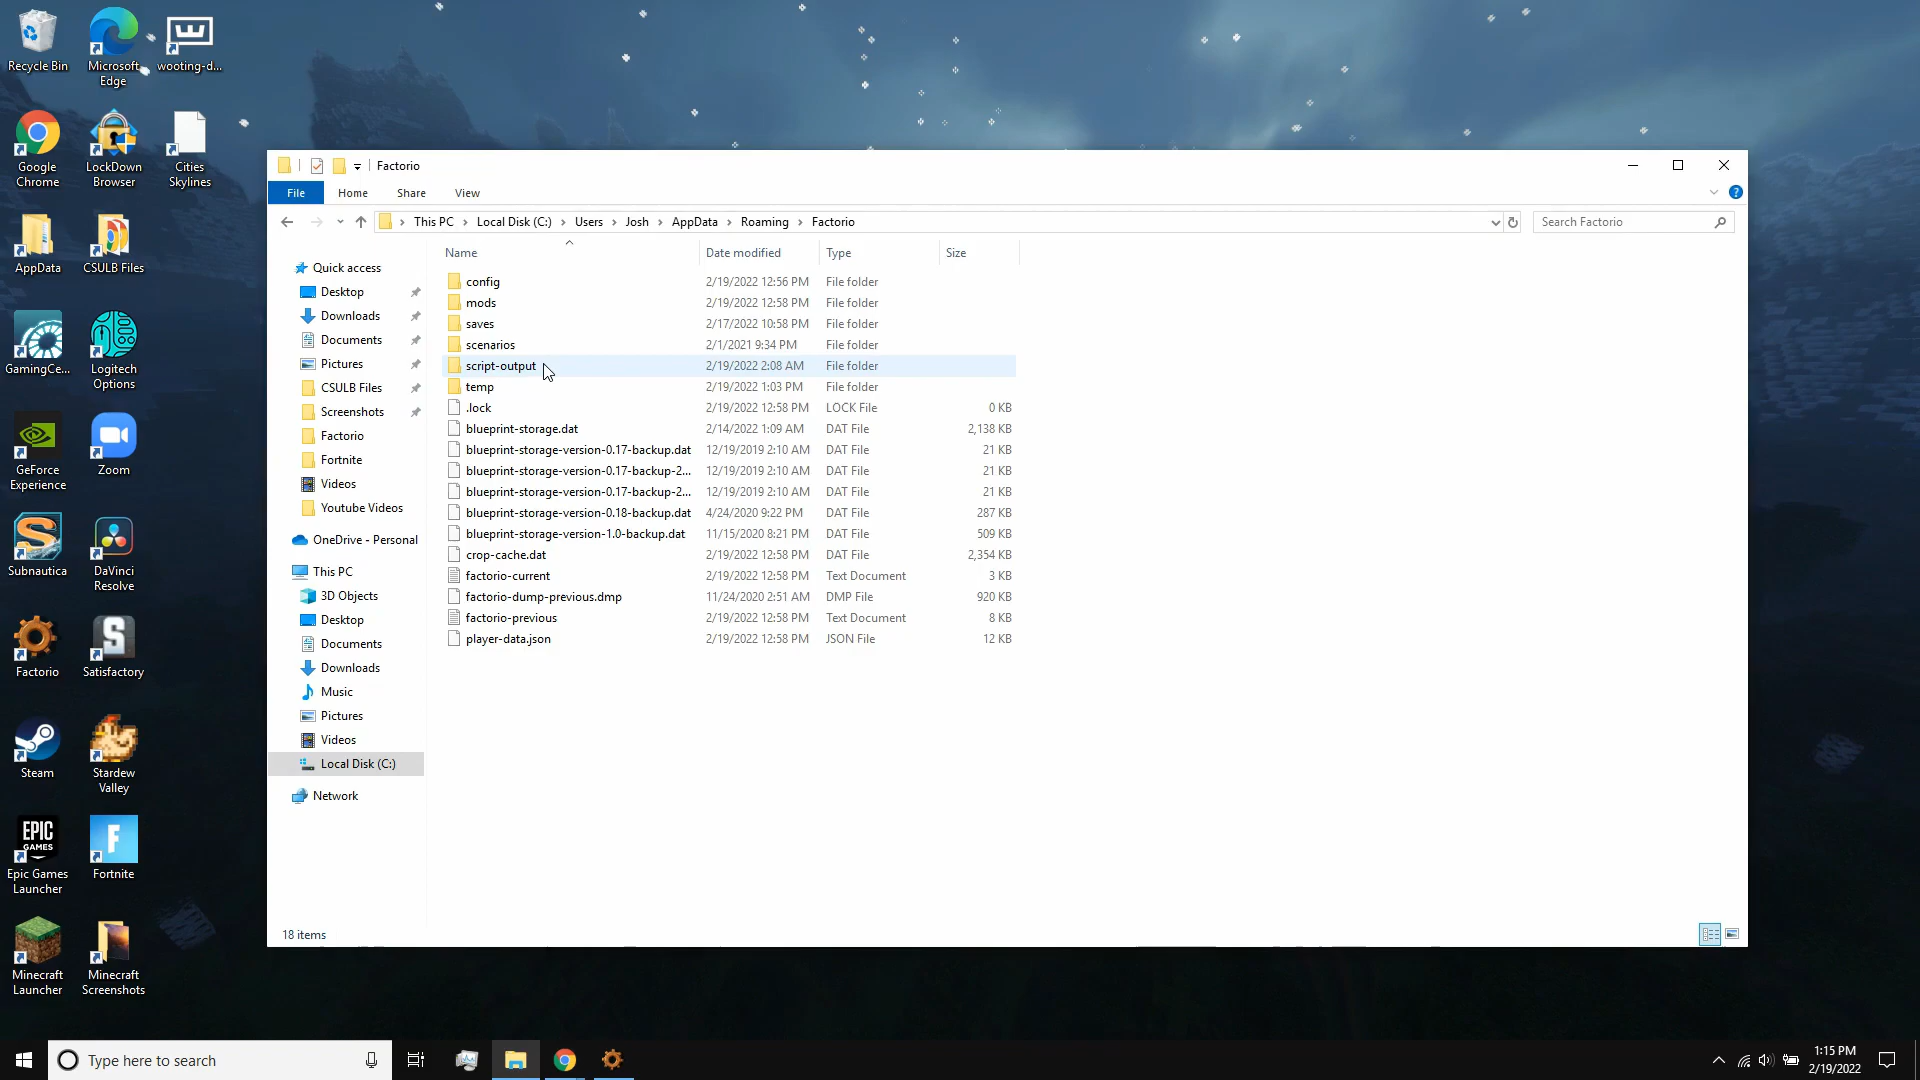 Recycle Bin
Microsoft
Edge
wooting-d...
Google
Chrome
LockDown
Browser
Cities
Skylines
AppData
CSULB Files
GamingCe...
Logitech
Options
GeForce
Experience
Zoom
Subnautica
DaVinci
Resolve
Factorio
Satisfactory
Steam
Stardew
Valley
EPIC
GAMES
Epic Games
Launcher
Fortnite
Minecraft
Launcher
Minecraft
Screenshots
Factorio
File Home Share View
This PC > Local Disk (C:) > Users > Josh > AppData > Roaming > Factorio
Search Factorio
Quick access
Desktop
Downloads
Documents
Pictures
CSULB Files
Screenshots
Factorio
Fortnite
Videos
Youtube Videos
OneDrive - Personal
This PC
3D Objects
Desktop
Documents
Downloads
Music
Pictures
Videos
Local Disk (C:)
Network
Name Date modified Type Size
config 2/19/2022 12:56 PM File folder
mods 2/19/2022 12:58 PM File folder
saves 2/17/2022 10:58 PM File folder
scenarios 2/1/2021 9:34 PM File folder
script-output 2/19/2022 2:08 AM File folder
temp 2/19/2022 1:03 PM File folder
.lock 2/19/2022 12:58 PM LOCK File 0 KB
blueprint-storage.dat 2/14/2022 1:09 AM DAT File 2,138 KB
blueprint-storage-version-0.17-backup.dat 12/19/2019 2:10 AM DAT File 21 KB
blueprint-storage-version-0.17-backup-2... 12/19/2019 2:10 AM DAT File 21 KB
blueprint-storage-version-0.17-backup-2... 12/19/2019 2:10 AM DAT File 21 KB
blueprint-storage-version-0.18-backup.dat 4/24/2020 9:22 PM DAT File 287 KB
blueprint-storage-version-1.0-backup.dat 11/15/2020 8:21 PM DAT File 509 KB
crop-cache.dat 2/19/2022 12:58 PM DAT File 2,354 KB
factorio-current 2/19/2022 12:58 PM Text Document 3 KB
factorio-dump-previous.dmp 11/24/2020 2:51 AM DMP File 920 KB
factorio-previous 2/19/2022 12:58 PM Text Document 8 KB
player-data.json 2/19/2022 12:58 PM JSON File 12 KB
18 items
Type here to search
1:15 PM
2/19/2022